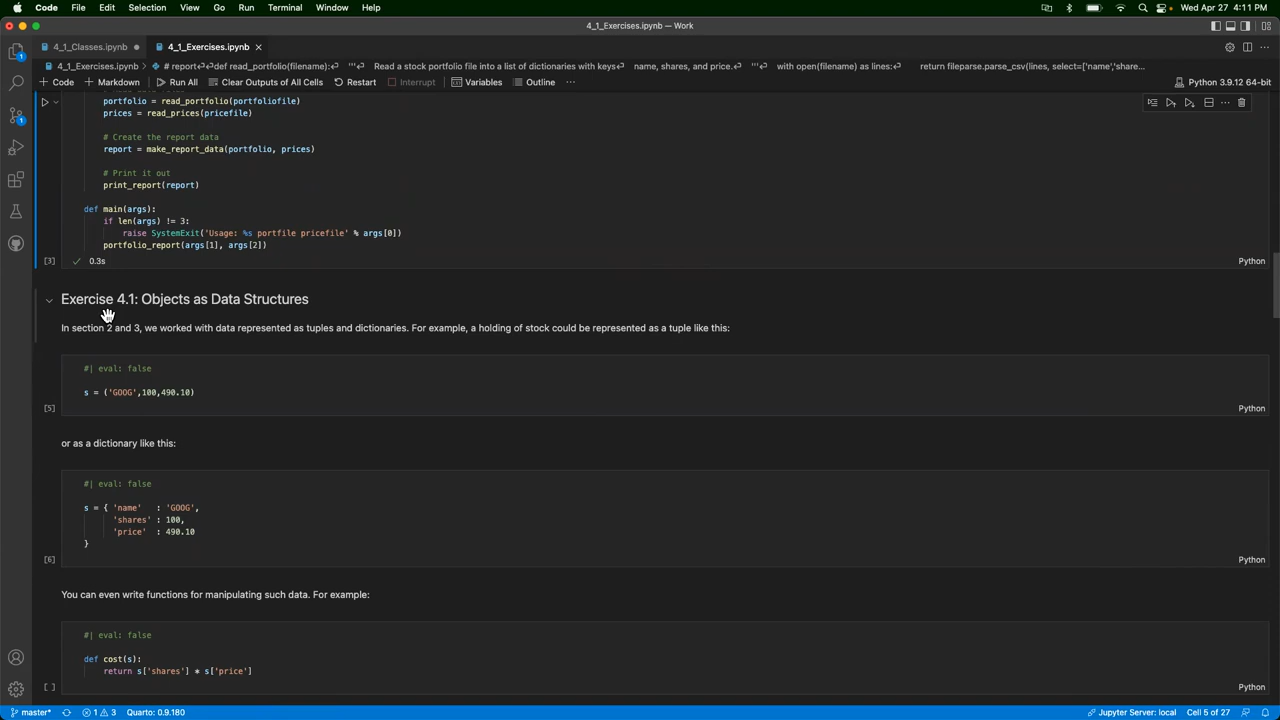 Code File Edit Selection View Go Run Terminal Window Help Wed Apr 27 4:11 PM
4_1_Exercises.ipynb — Work
4_1_Classes.ipynb 4_1_Exercises.ipynb
4_1_Exercises.ipynb > # report↵↵def read_portfolio(filename):↵ '''↵ Read a stock portfolio file into a list of dictionaries with keys↵ name, shares, and price.↵ '''↵ with open(filename) as lines:↵ return fileparse.parse_csv(lines, select=['name','share...
+ Code + Markdown Run All Clear Outputs of All Cells Restart Interrupt Variables Outline ... Python 3.9.12 64-bit
portfolio = read_portfolio(portfoliofile)
prices = read_prices(pricefile)
# Create the report data
report = make_report_data(portfolio, prices)
# Print it out
print_report(report)
def main(args):
if len(args) != 3:
raise SystemExit('Usage: %s portfile pricefile' % args[0])
portfolio_report(args[1], args[2])
[3] 0.3s Python
Exercise 4.1: Objects as Data Structures
In section 2 and 3, we worked with data represented as tuples and dictionaries. For example, a holding of stock could be represented as a tuple like this:
#| eval: false
s = ('GOOG',100,490.10)
[5] Python
or as a dictionary like this:
#| eval: false
s = { 'name' : 'GOOG',
'shares' : 100,
'price' : 490.10
}
[6] Python
You can even write functions for manipulating such data. For example:
#| eval: false
def cost(s):
return s['shares'] * s['price']
[ ] Python
master* 1 3 Quarto: 0.9.180 Jupyter Server: local Cell 5 of 27